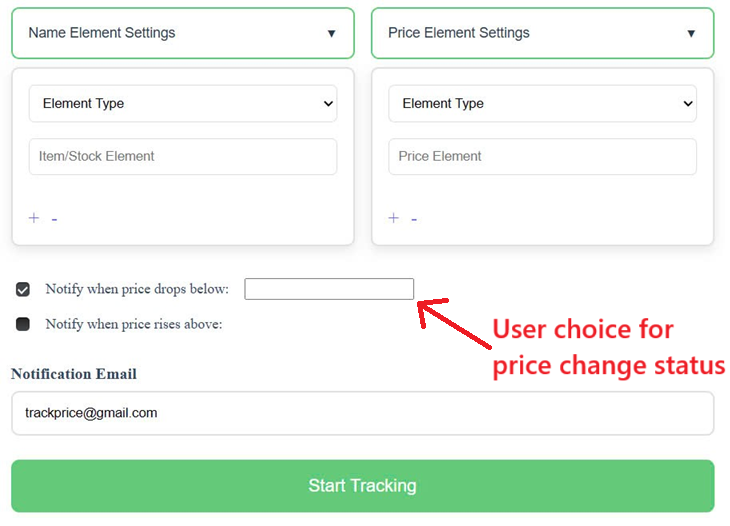 Name Element Settings ▼
Price Element Settings ▼
Element Type
Element Type
Item/Stock Element
Price Element
+ -
+ -
Notify when price drops below:
Notify when price rises above:
User choice for
price change status
Notification Email
trackprice@gmail.com
Start Tracking